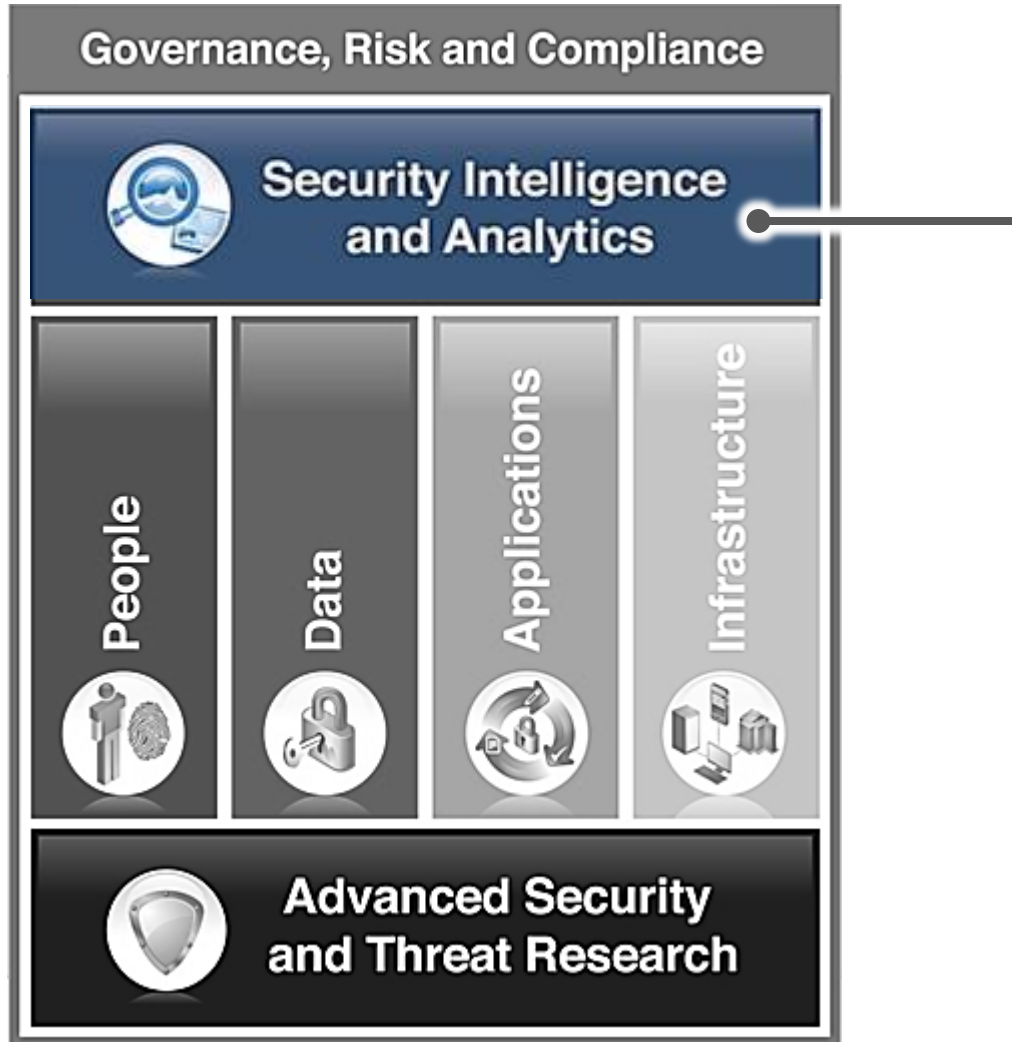 Governance, Risk and Compliance
Security Intelligence
and Analytics
People
Data
Applications
Infrastructure
Advanced Security
and Threat Research